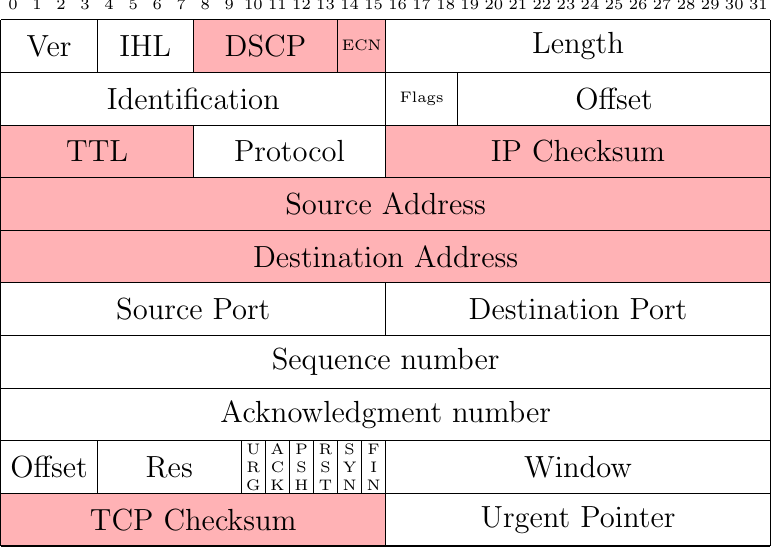 0 1 2 3 4 5 6 7 8 9 10 11 12 13 14 15 16 17 18 19 20 21 22 23 24 25 26 27 28 29 30 31
Ver IHL DSCP ECN Length
Identification Flags Offset
TTL Protocol IP Checksum
Source Address
Destination Address
Source Port Destination Port
Sequence number
Acknowledgment number
Offset Res URG ACK PSH RST SYN FIN Window
TCP Checksum Urgent Pointer